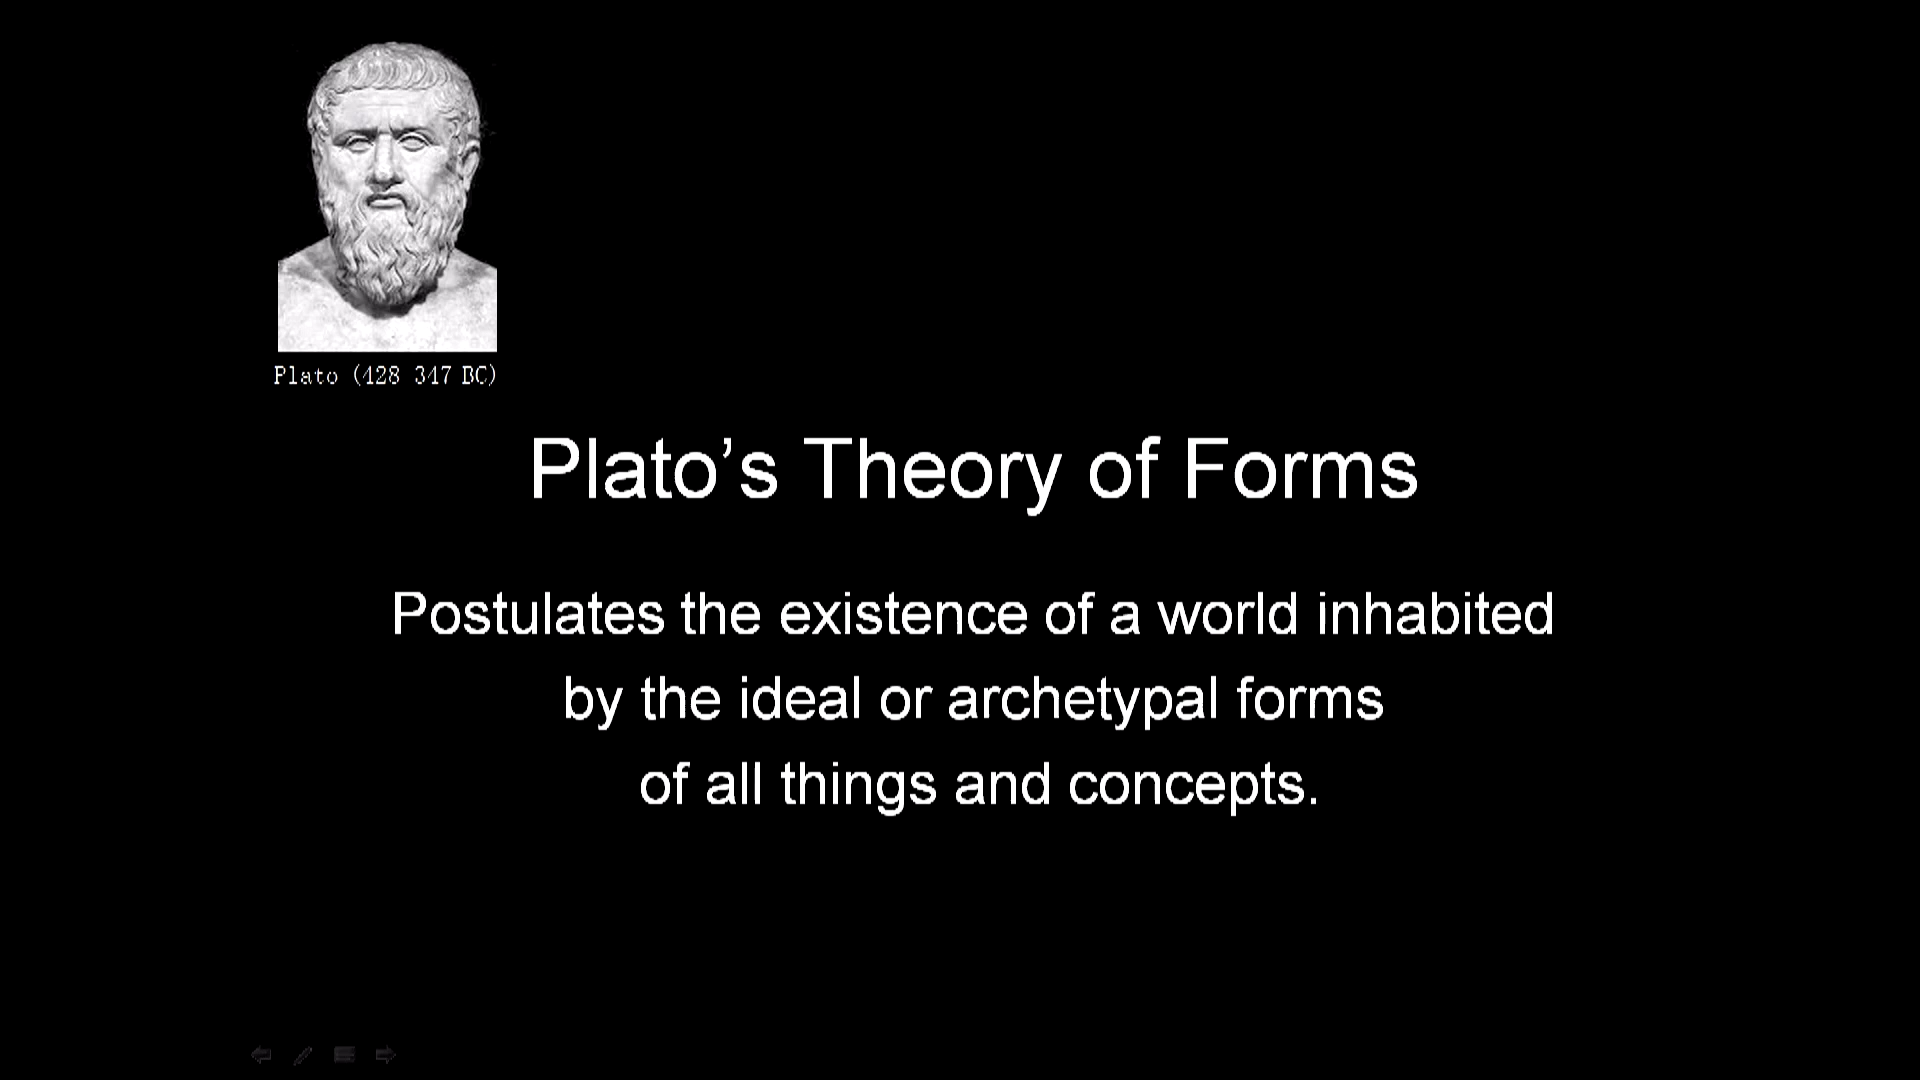 Plato (428 347 BC)
Plato’s Theory of Forms
Postulates the existence of a world inhabited
by the ideal or archetypal forms
of all things and concepts.